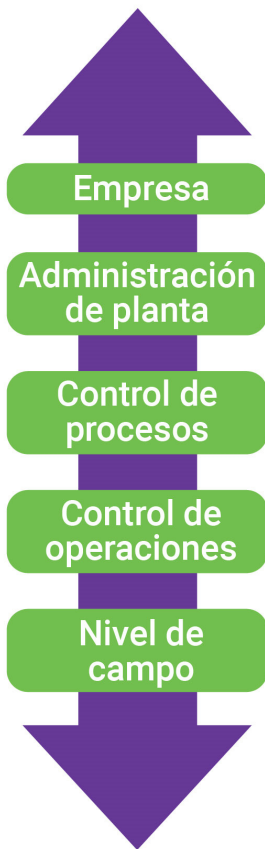 Empresa
Administración
de planta
Control de
procesos
Control de
operaciones
Nivel de
campo